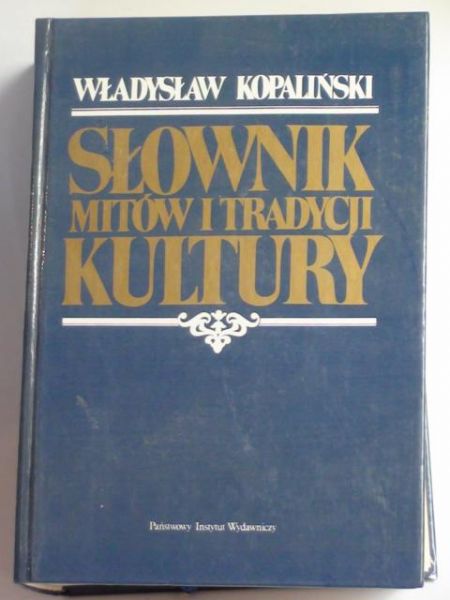 WŁADYSŁAW KOPALIŃSKI
SŁOWNIK
MITÓW I TRADYCJI
KULTURY
Państwowy Instytut Wydawniczy